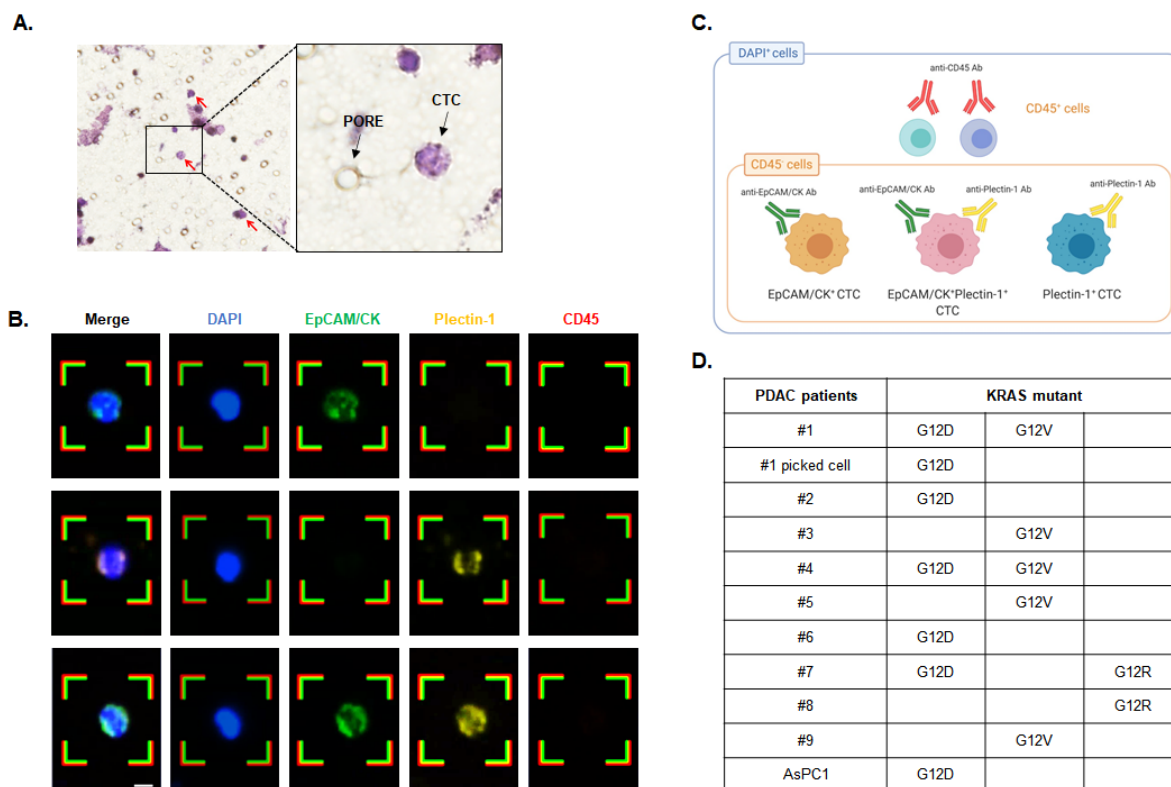 A.
PORE
CTC
B.
Merge DAPI EpCAM/CK Plectin-1 CD45
C.
DAPI⁺ cells
anti-CD45 Ab
CD45⁺ cells
CD45⁻ cells
anti-EpCAM/CK Ab
anti-EpCAM/CK Ab
anti-Plectin-1 Ab
anti-Plectin-1 Ab
EpCAM/CK⁺ CTC
EpCAM/CK⁺Plectin-1⁺
CTC
Plectin-1⁺ CTC
D.
PDAC patients KRAS mutant
#1 G12D G12V
#1 picked cell G12D
#2 G12D
#3 G12V
#4 G12D G12V
#5 G12V
#6 G12D
#7 G12D G12R
#8 G12R
#9 G12V
AsPC1 G12D